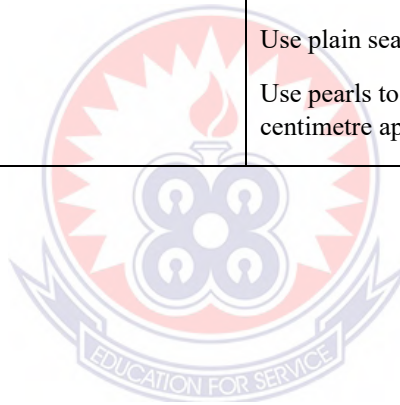 Use plain sea
Use pearls to
centimetre ap
EDUCATION FOR SERVICE